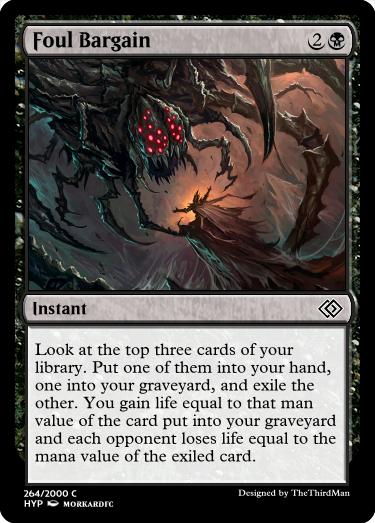 Foul Bargain 2
Instant
Look at the top three cards of your
library. Put one of them into your hand,
one into your graveyard, and exile the
other. You gain life equal to that man
value of the card put into your graveyard
and each opponent loses life equal to the
mana value of the exiled card.
264/2000 C Designed by TheThirdMan
HYP MORKARDFC